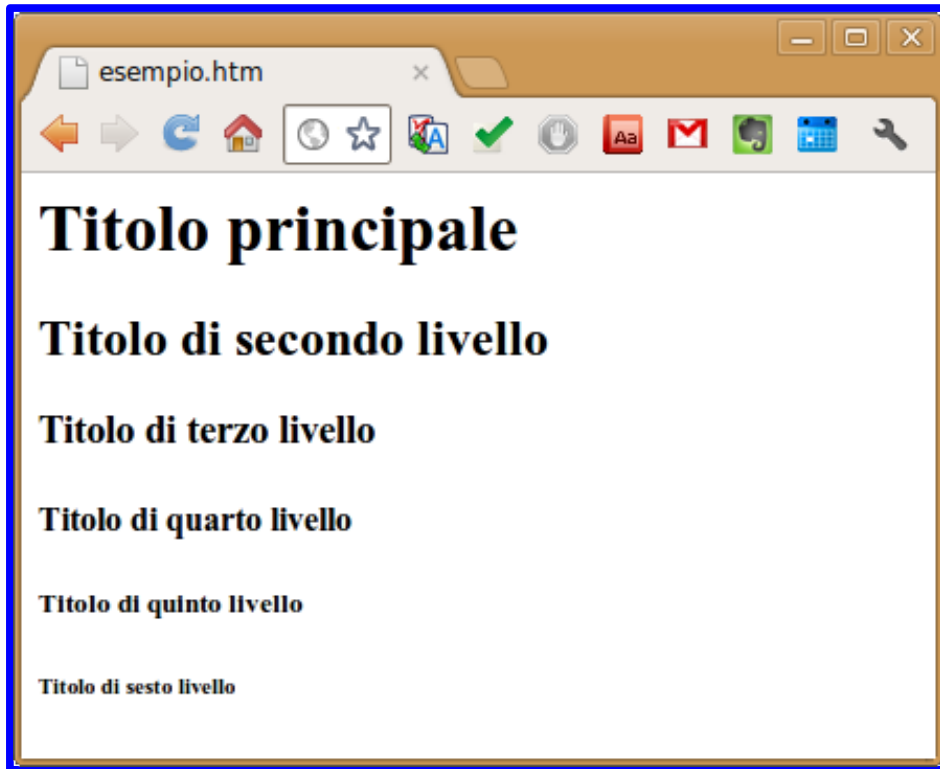 esempio.htm
Aa
Titolo principale
Titolo di secondo livello
Titolo di terzo livello
Titolo di quarto livello
Titolo di quinto livello
Titolo di sesto livello